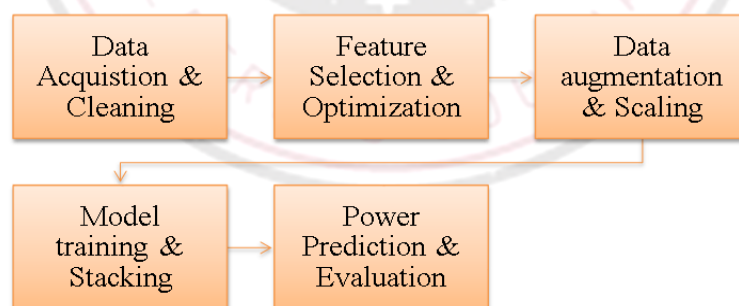 Data
Acquistion &
Cleaning
Feature
Selection &
Optimization
Data
augmentation
& Scaling
Model
training &
Stacking
Power
Prediction &
Evaluation